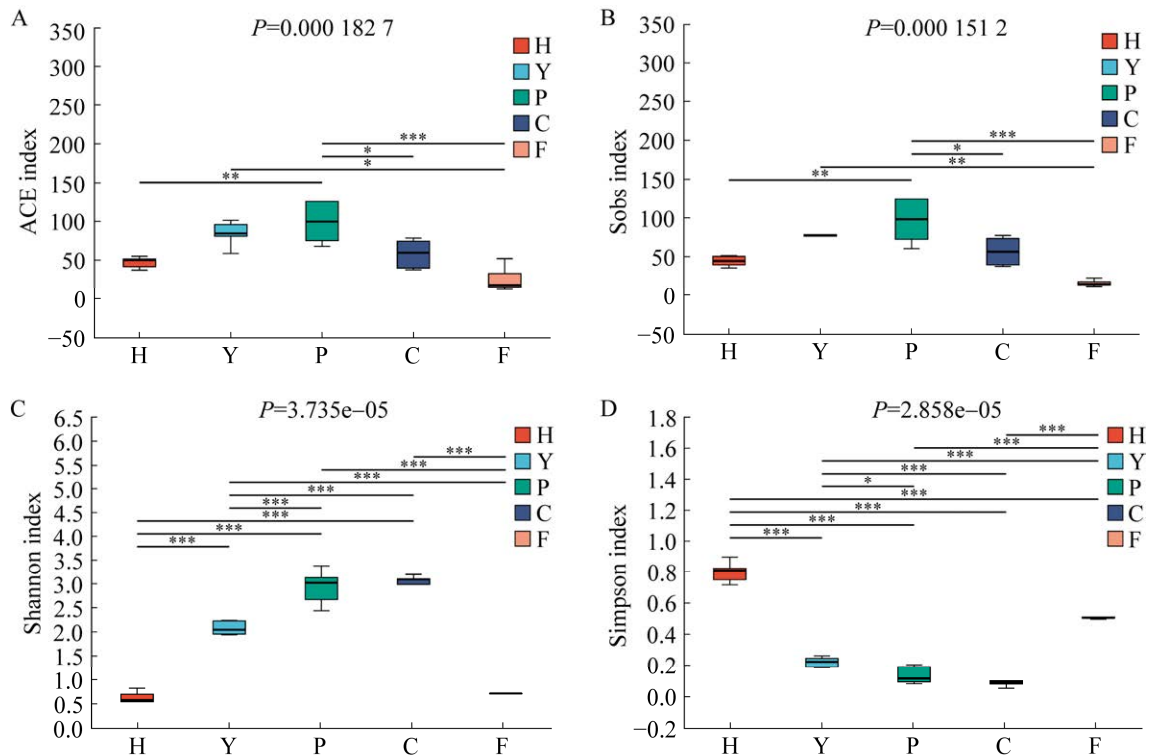 A
P=0.000 182 7
350
300
250
200
150
100
50
0
−50
ACE index
H
Y
P
C
F
***
*
*
**
H Y P C F
B
P=0.000 151 2
350
300
250
200
150
100
50
0
−50
Sobs index
H
Y
P
C
F
***
*
**
**
H Y P C F
C
P=3.735e−05
6.5
6.0
5.5
5.0
4.5
4.0
3.5
3.0
2.5
2.0
1.5
1.0
0.5
0.0
Shannon index
H
Y
P
C
F
***
***
***
***
***
***
***
***
H Y P C F
D
P=2.858e−05
1.8
1.6
1.4
1.2
1.0
0.8
0.6
0.4
0.2
0.0
−0.2
Simpson index
H
Y
P
C
F
***
***
***
***
*
***
***
***
***
H Y P C F